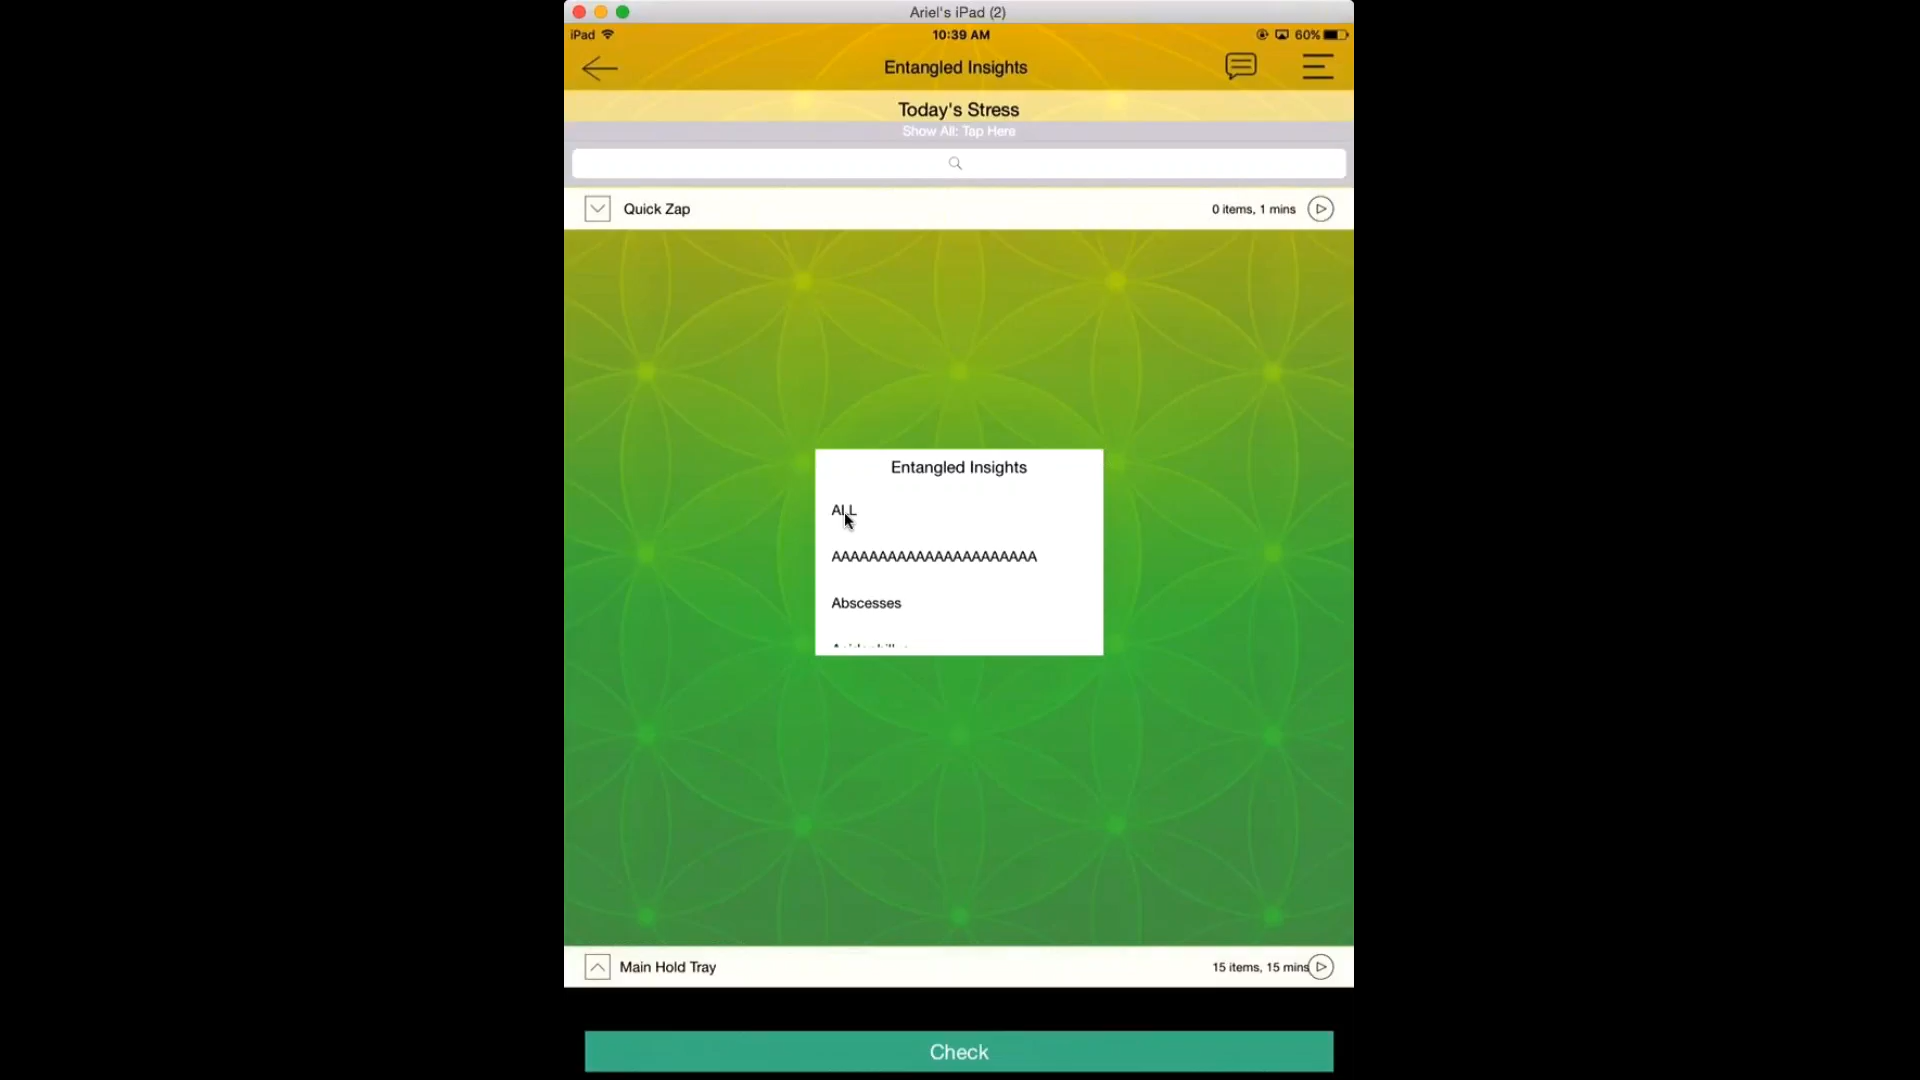 Ariel's iPad (2)
iPad 10:39 AM 60%
Entangled Insights
Today's Stress
Show All: Tap Here
Quick Zap 0 items, 1 mins
Entangled Insights
ALL
AAAAAAAAAAAAAAAAAAAAAA
Abscesses
Main Hold Tray 15 items, 15 mins
Check